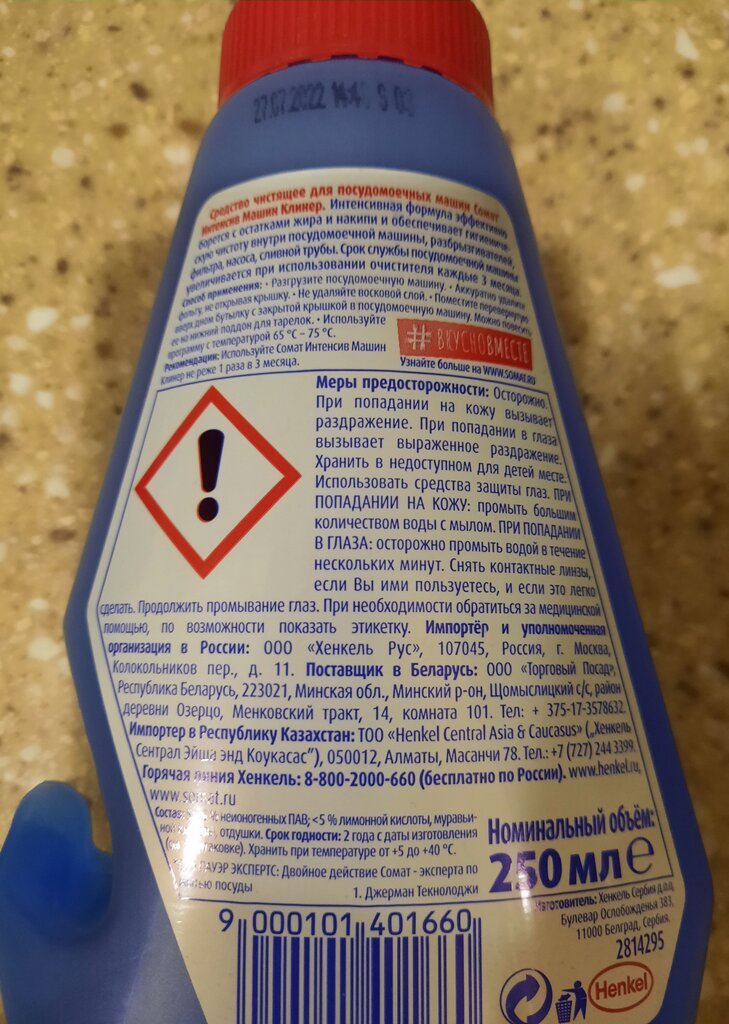 27.07.2022 14:4 S 03
Средство чистящее для посудомоечных машин Сомат
Интенсив Машин Клинер. Интенсивная формула эффективно
борется с остатками жира и накипи и обеспечивает гигиениче-
скую чистоту внутри посудомоечной машины, разбрызгивателей,
фильтра, насоса, сливной трубы. Срок службы посудомоечной машины
увеличивается при использовании очистителя каждые 3 месяца.
Способ применения: • Разгрузите посудомоечную машину. • Аккуратно удалите
фольгу, не открывая крышку. • Не удаляйте восковой слой. • Поместите перевернутую
вверх дном бутылку с закрытой крышкой в посудомоечную машину. Можно повесить
ее на нижний поддон для тарелок. • Используйте
программу с температурой 65 °C – 75 °C.
Рекомендации: Используйте Сомат Интенсив Машин
Клинер не реже 1 раза в 3 месяца.
# ВКУСНОВМЕСТЕ
Узнайте больше на WWW.SOMAT.RU
Меры предосторожности: Осторожно.
При попадании на кожу вызывает
раздражение. При попадании в глаза
вызывает выраженное раздражение.
Хранить в недоступном для детей месте.
Использовать средства защиты глаз. ПРИ
ПОПАДАНИИ НА КОЖУ: промыть большим
количеством воды с мылом. ПРИ ПОПАДАНИИ
В ГЛАЗА: осторожно промыть водой в течение
нескольких минут. Снять контактные линзы,
если Вы ими пользуетесь, и если это легко
сделать. Продолжить промывание глаз. При необходимости обратиться за медицинской
помощью, по возможности показать этикетку. Импортёр и уполномоченная
организация в России: ООО «Хенкель Рус», 107045, Россия, г. Москва,
Колокольников пер., д. 11. Поставщик в Беларусь: ООО «Торговый Посад»,
Республика Беларусь, 223021, Минская обл., Минский р-он, Щомыслицкий с/с, район
деревни Озерцо, Менковский тракт, 14, комната 101. Тел: + 375-17-3578632.
Импортер в Республику Казахстан: ТОО «Henkel Central Asia & Caucasus» („Хенкель
Сентрал Эйша энд Коукасас“), 050012, Алматы, Масанчи 78. Тел.: +7 (727) 244 3399.
Горячая линия Хенкель: 8-800-2000-660 (бесплатно по России). www.henkel.ru,
www.somat.ru
Состав: неионогенных ПАВ; <5 % лимонной кислоты, муравьи-
отдушки. Срок годности: 2 года с даты изготовления
Хранить при температуре от +5 до +40 °C.
ПАУЭР ЭКСПЕРТС: Двойное действие Сомат - эксперта по
посуды 1. Джерман Текнолоджи
Номинальный объём:
250 мл e
Изготовитель: Хенкель Сербия д.о.о,
Булевар Ослобожденья 383,
11000 Белград, Сербия.
2814295
9 000101 401660
Henkel